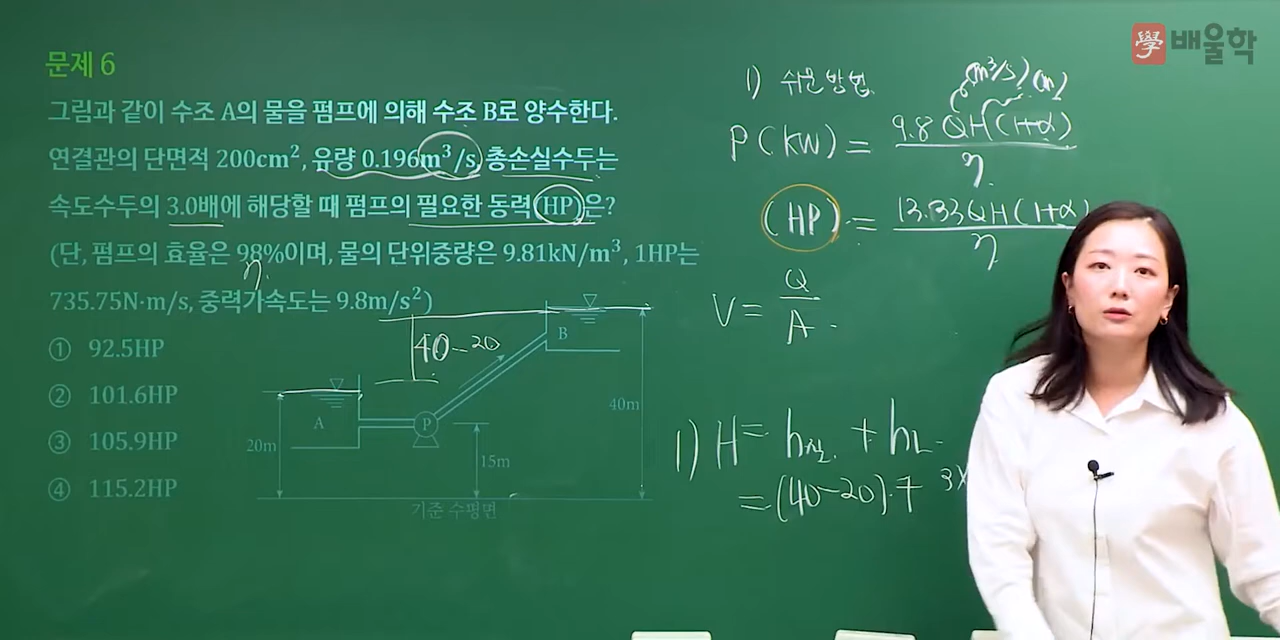 學 배울학
문제 6
그림과 같이 수조 A의 물을 펌프에 의해 수조 B로 양수한다.
연결관의 단면적 200cm², 유량 0.196m³/s, 총손실수두는
속도수두의 3.0배에 해당할 때 펌프의 필요한 동력(HP)은?
(단, 펌프의 효율은 98%이며, 물의 단위중량은 9.81kN/m³, 1HP는
η
735.75N·m/s, 중력가속도는 9.8m/s²)
① 92.5HP
② 101.6HP
③ 105.9HP
④ 115.2HP
40-20
B
A
P
20m
15m
40m
기준 수평면
1) 쉬운방법
(m³/s) (m)
P(KW) = 9.8QH(1+α)
η
(HP) = 13.33QH(1+α)
η
V = Q
A
1) H = h실 + hL
= (40-20) + 3X